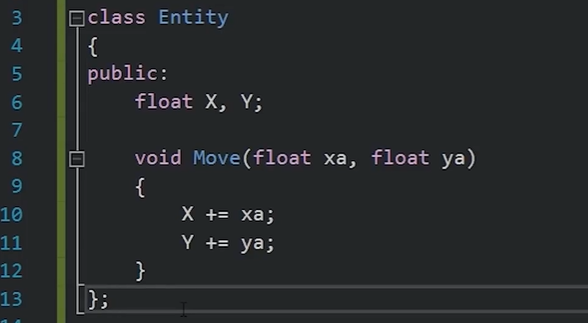 3 class Entity
4 {
5 public:
6     float X, Y;
7
8     void Move(float xa, float ya)
9     {
10         X += xa;
11         Y += ya;
12     }
13 };
14